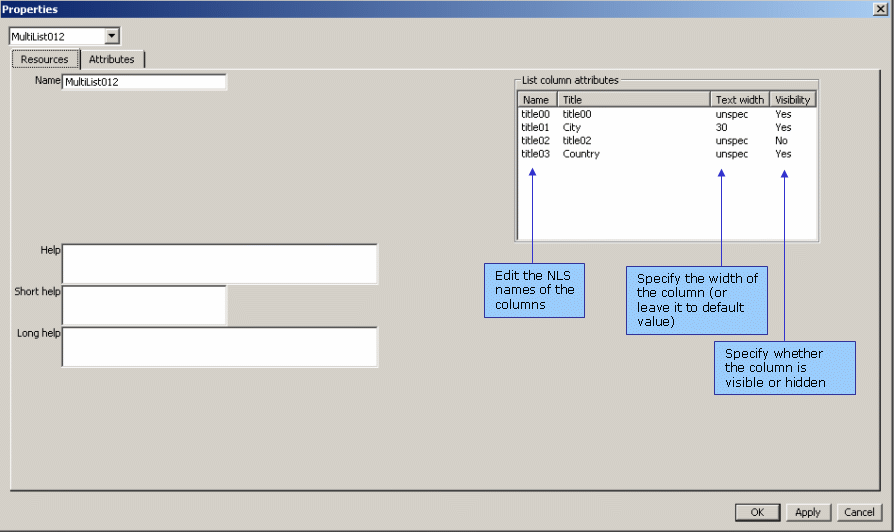 Properties
MultiList012
Resources Attributes
Name MultiList012
List column attributes
Name Title Text width Visibility
title00 title00 unspec Yes
title01 City 30 Yes
title02 title02 unspec No
title03 Country unspec Yes
Help
Short help
Long help
Edit the NLS
names of the
columns
Specify the width of
the column (or
leave it to default
value)
Specify whether
the column is
visible or hidden
OK Apply Cancel